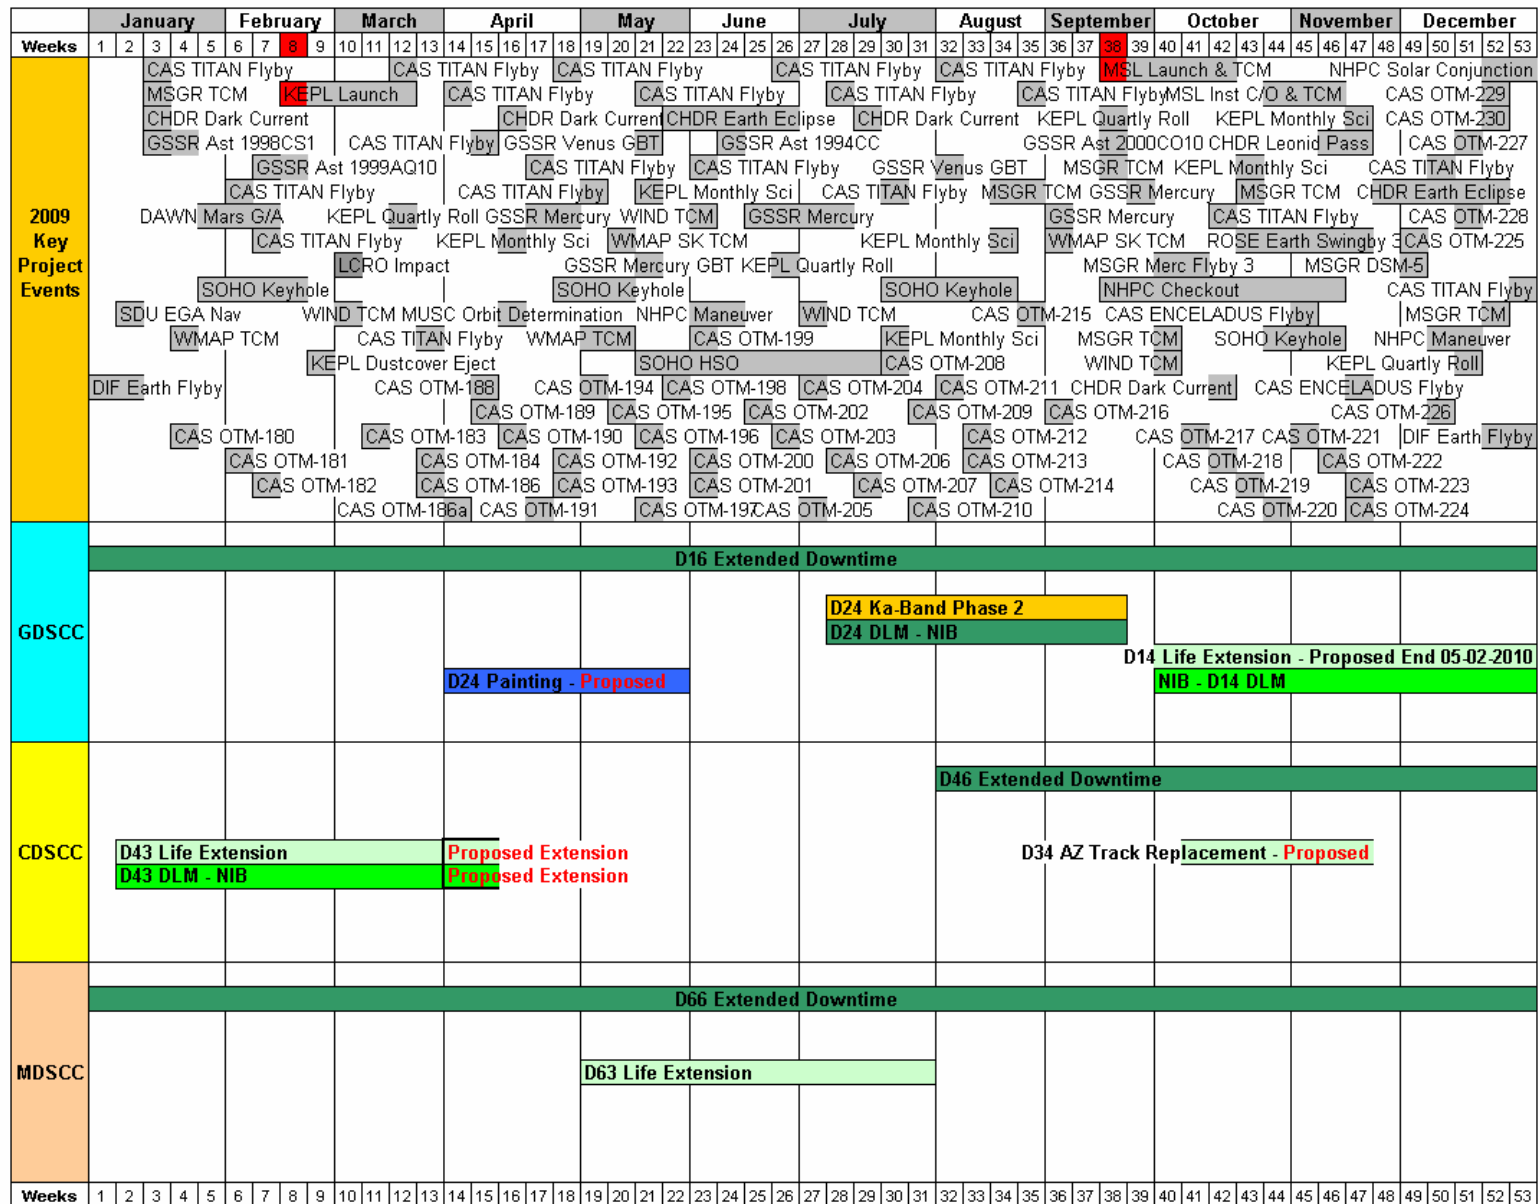 January February March April May June July August September October November December
Weeks 1 2 3 4 5 6 7 8 9 10 11 12 13 14 15 16 17 18 19 20 21 22 23 24 25 26 27 28 29 30 31 32 33 34 35 36 37 38 39 40 41 42 43 44 45 46 47 48 49 50 51 52 53
2009 Key Project Events
CAS TITAN Flyby CAS TITAN Flyby CAS TITAN Flyby CAS TITAN Flyby CAS TITAN Flyby MSL Launch & TCM NHPC Solar Conjunction
MSGR TCM KEPL Launch CAS TITAN Flyby CAS TITAN Flyby CAS TITAN Flyby CAS TITAN Flyby MSL Inst C/O & TCM CAS OTM-229
CHDR Dark Current CHDR Dark Current CHDR Earth Eclipse CHDR Dark Current KEPL Quartly Roll KEPL Monthly Sci CAS OTM-230
GSSR Ast 1998CS1 CAS TITAN Flyby GSSR Venus GBT GSSR Ast 1994CC GSSR Ast 2000CO10 CHDR Leonid Pass CAS OTM-227
GSSR Ast 1999AQ10 CAS TITAN Flyby CAS TITAN Flyby GSSR Venus GBT MSGR TCM KEPL Monthly Sci CAS TITAN Flyby
CAS TITAN Flyby CAS TITAN Flyby KEPL Monthly Sci CAS TITAN Flyby MSGR TCM GSSR Mercury MSGR TCM CHDR Earth Eclipse
DAWN Mars G/A KEPL Quartly Roll GSSR Mercury WIND TCM GSSR Mercury GSSR Mercury CAS TITAN Flyby CAS OTM-228
CAS TITAN Flyby KEPL Monthly Sci WMAP SK TCM KEPL Monthly Sci WMAP SK TCM ROSE Earth Swingby 3 CAS OTM-225
LCRO Impact GSSR Mercury GBT KEPL Quartly Roll MSGR Merc Flyby 3 MSGR DSM-5
SOHO Keyhole SOHO Keyhole SOHO Keyhole NHPC Checkout CAS TITAN Flyby
SDU EGA Nav WIND TCM MUSC Orbit Determination NHPC Maneuver WIND TCM CAS OTM-215 CAS ENCELADUS Flyby MSGR TCM
WMAP TCM CAS TITAN Flyby WMAP TCM CAS OTM-199 KEPL Monthly Sci MSGR TCM SOHO Keyhole NHPC Maneuver
KEPL Dustcover Eject SOHO HSO CAS OTM-208 WIND TCM KEPL Quartly Roll
DIF Earth Flyby CAS OTM-188 CAS OTM-194 CAS OTM-198 CAS OTM-204 CAS OTM-211 CHDR Dark Current CAS ENCELADUS Flyby
CAS OTM-189 CAS OTM-195 CAS OTM-202 CAS OTM-209 CAS OTM-216 CAS OTM-226
CAS OTM-180 CAS OTM-183 CAS OTM-190 CAS OTM-196 CAS OTM-203 CAS OTM-212 CAS OTM-217 CAS OTM-221 DIF Earth Flyby
CAS OTM-181 CAS OTM-184 CAS OTM-192 CAS OTM-200 CAS OTM-206 CAS OTM-213 CAS OTM-218 CAS OTM-222
CAS OTM-182 CAS OTM-186 CAS OTM-193 CAS OTM-201 CAS OTM-207 CAS OTM-214 CAS OTM-219 CAS OTM-223
CAS OTM-186a CAS OTM-191 CAS OTM-197 CAS OTM-205 CAS OTM-210 CAS OTM-220 CAS OTM-224
GDSCC
D16 Extended Downtime
D24 Ka-Band Phase 2
D24 DLM - NIB
D14 Life Extension - Proposed End 05-02-2010
D24 Painting - Proposed NIB - D14 DLM
CDSCC
D46 Extended Downtime
D43 Life Extension Proposed Extension D34 AZ Track Replacement - Proposed
D43 DLM - NIB Proposed Extension
MDSCC
D66 Extended Downtime
D63 Life Extension
Weeks 1 2 3 4 5 6 7 8 9 10 11 12 13 14 15 16 17 18 19 20 21 22 23 24 25 26 27 28 29 30 31 32 33 34 35 36 37 38 39 40 41 42 43 44 45 46 47 48 49 50 51 52 53